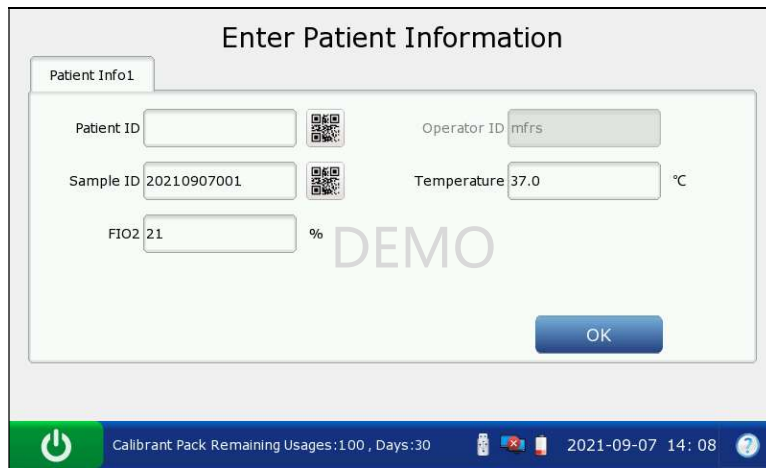 Enter Patient Information
Patient Info1
Patient ID
Operator ID mfrs
Sample ID 20210907001
Temperature 37.0 ℃
FIO2 21 %
DEMO
OK
Calibrant Pack Remaining Usages:100 , Days:30
2021-09-07 14: 08
?